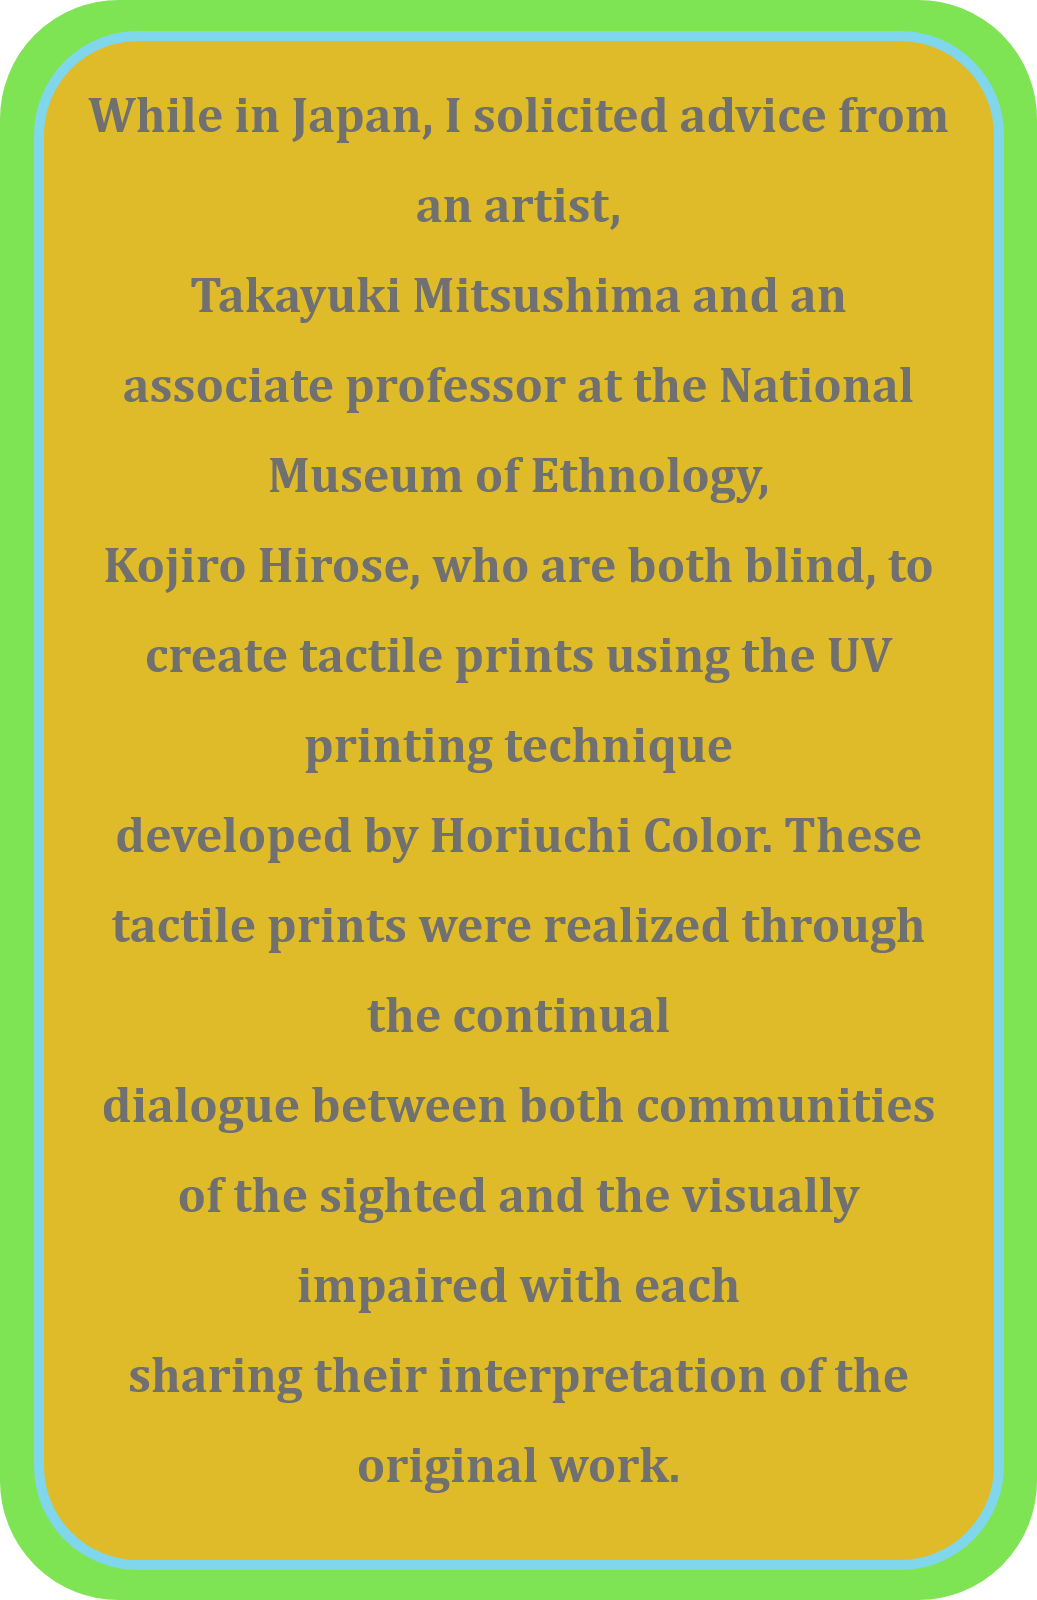 While in Japan, I solicited advice from
an artist,
Takayuki Mitsushima and an
associate professor at the National
Museum of Ethnology,
Kojiro Hirose, who are both blind, to
create tactile prints using the UV
printing technique
developed by Horiuchi Color. These
tactile prints were realized through
the continual
dialogue between both communities
of the sighted and the visually
impaired with each
sharing their interpretation of the
original work.